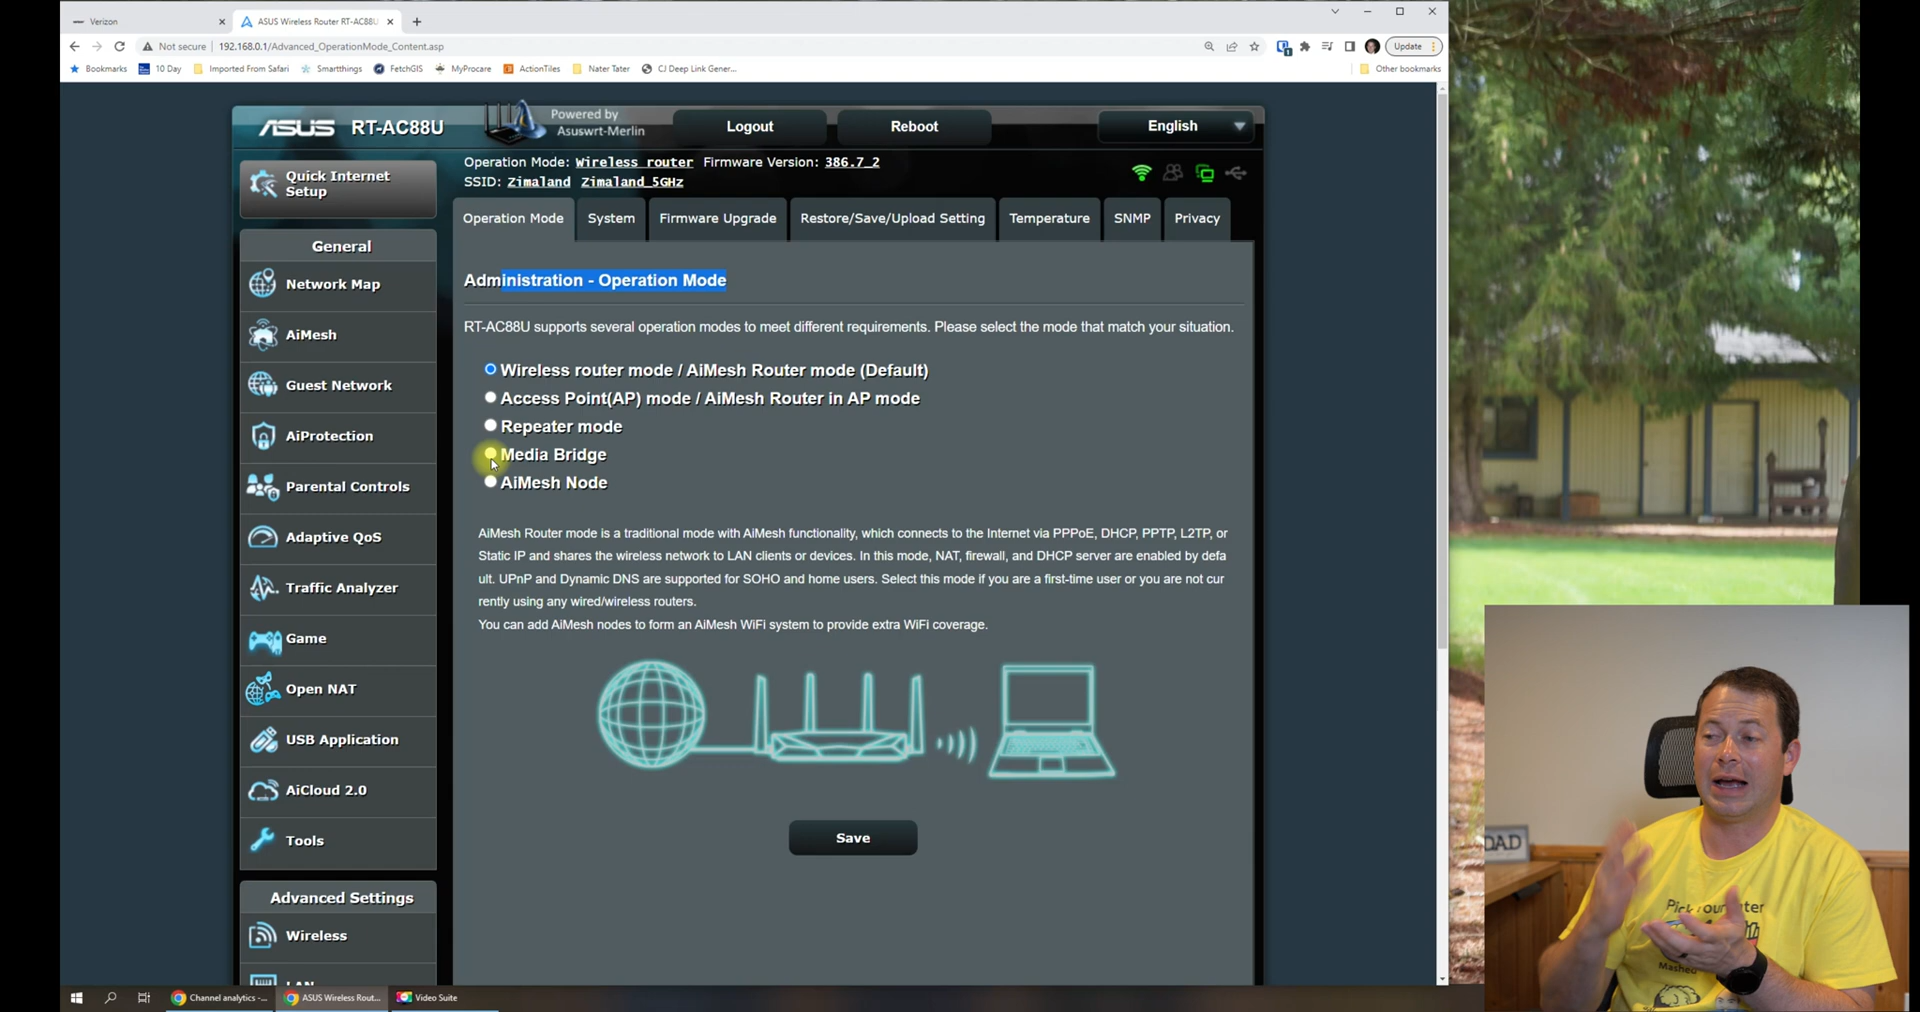 Verizon
ASUS Wireless Router RT-AC88U
Not secure
192.168.0.1/Advanced_OperationMode_Content.asp
Update
Bookmarks
10 Day
Imported From Safari
Smartthings
FetchGIS
MyProcare
ActionTiles
Nater Tater
CJ Deep Link Gener...
Other bookmarks
ASUS RT-AC88U
Powered by
Asuswrt-Merlin
Logout
Reboot
English
Operation Mode: Wireless router Firmware Version: 386.7_2
SSID: Zimaland Zimaland_5GHz
Quick Internet
Setup
General
Network Map
AiMesh
Guest Network
AiProtection
Parental Controls
Adaptive QoS
Traffic Analyzer
Game
Open NAT
USB Application
AiCloud 2.0
Tools
Advanced Settings
Wireless
Operation Mode
System
Firmware Upgrade
Restore/Save/Upload Setting
Temperature
SNMP
Privacy
Administration - Operation Mode
RT-AC88U supports several operation modes to meet different requirements. Please select the mode that match your situation.
Wireless router mode / AiMesh Router mode (Default)
Access Point(AP) mode / AiMesh Router in AP mode
Repeater mode
Media Bridge
AiMesh Node
AiMesh Router mode is a traditional mode with AiMesh functionality, which connects to the Internet via PPPoE, DHCP, PPTP, L2TP, or
Static IP and shares the wireless network to LAN clients or devices. In this mode, NAT, firewall, and DHCP server are enabled by defa
ult. UPnP and Dynamic DNS are supported for SOHO and home users. Select this mode if you are a first-time user or you are not cur
rently using any wired/wireless routers.
You can add AiMesh nodes to form an AiMesh WiFi system to provide extra WiFi coverage.
Save
DAD
Mashed
Channel analytics -...
ASUS Wireless Rout...
Video Suite